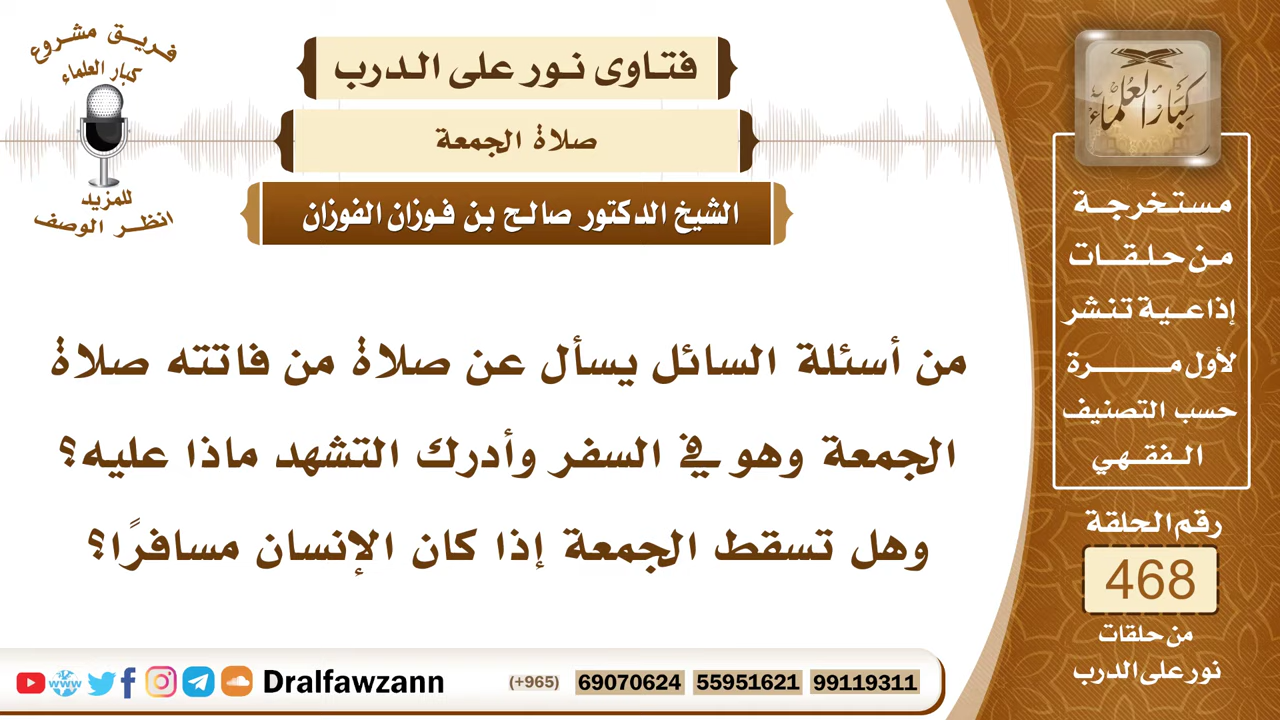 فتاوى نور على الدرب
صلاة الجمعة
الشيخ الدكتور صالح بن فوزان الفوزان
فريق مشروع
كبار العلماء
للمزيد
انظر الوصف
من أسئلة السائل يسأل عن صلاة من فاتته صلاة
الجمعة وهو في السفر وأدرك التشهد ماذا عليه؟
وهل تسقط الجمعة إذا كان الإنسان مسافرًا؟
كبار العلماء
مستخرجة
من حلقات
إذاعية تنشر
لأول مرة
حسب التصنيف
الفقهي
رقم الحلقة
468
من حلقات
نور على الدرب
www
Dralfawzann
(+965) 69070624 55951621 99119311